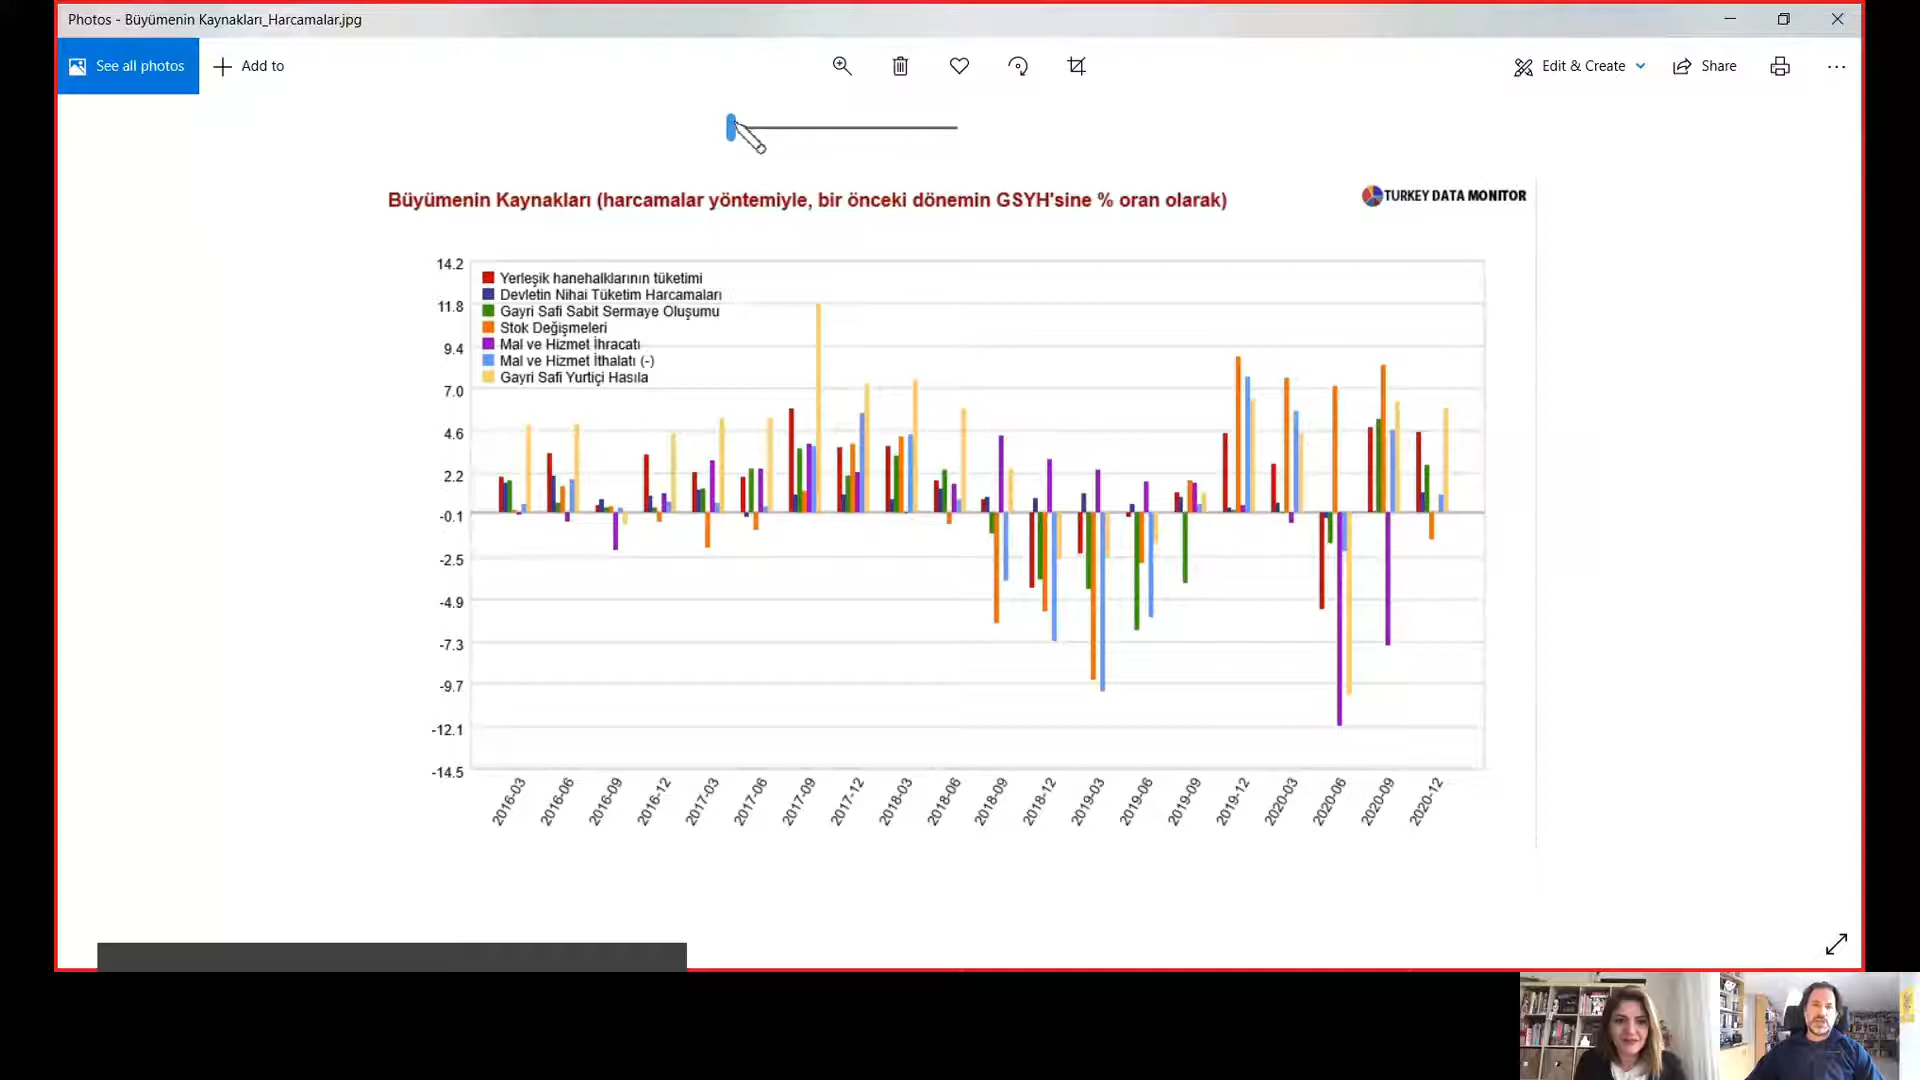 Photos - Büyümenin Kaynakları_Harcamalar.jpg
See all photos
Add to
Edit & Create
Share
Büyümenin Kaynakları (harcamalar yöntemiyle, bir önceki dönemin GSYH'sine % oran olarak)
TURKEY DATA MONITOR
14.2
11.8
9.4
7.0
4.6
2.2
-0.1
-2.5
-4.9
-7.3
-9.7
-12.1
-14.5
Yerleşik hanehalklarının tüketimi
Devletin Nihai Tüketim Harcamaları
Gayri Safi Sabit Sermaye Oluşumu
Stok Değişmeleri
Mal ve Hizmet İhracatı
Mal ve Hizmet İthalatı (-)
Gayri Safi Yurtiçi Hasıla
2016-03
2016-06
2016-09
2016-12
2017-03
2017-06
2017-09
2017-12
2018-03
2018-06
2018-09
2018-12
2019-03
2019-06
2019-09
2019-12
2020-03
2020-06
2020-09
2020-12